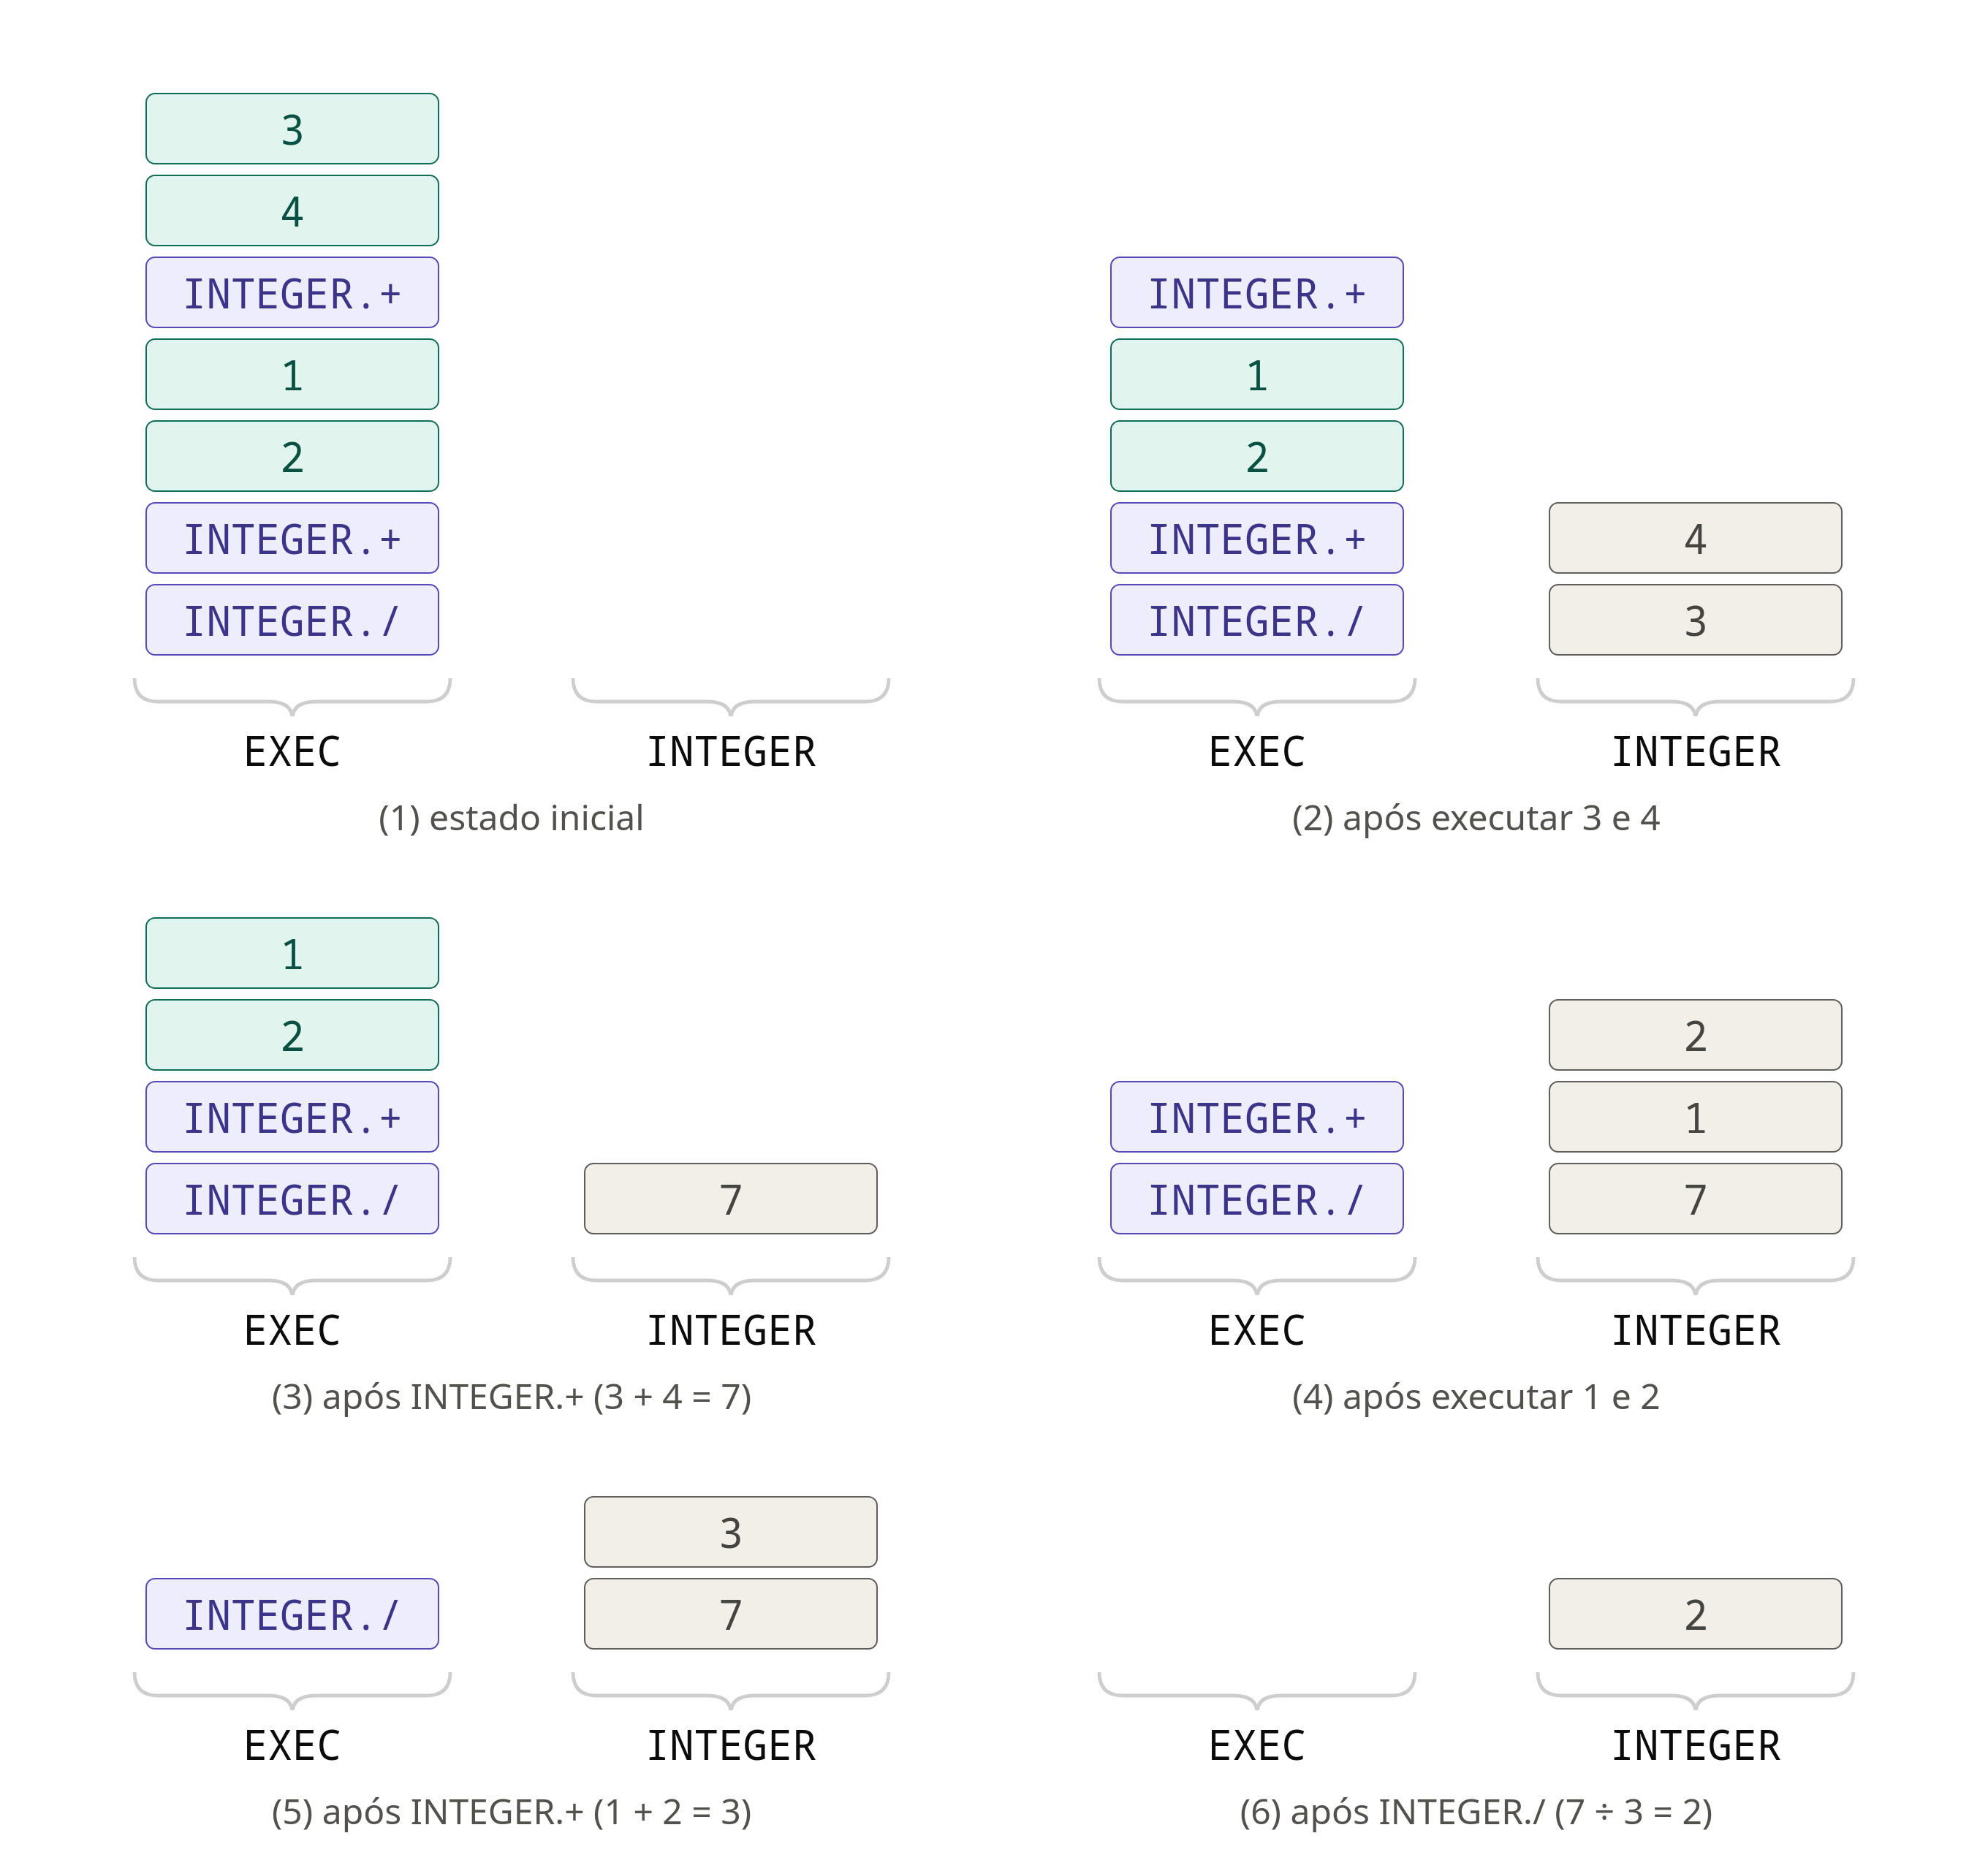 3
4
INTEGER.+
1
2
INTEGER.+
INTEGER./
EXEC
INTEGER
(1) estado inicial
INTEGER.+
1
2
INTEGER.+
INTEGER./
4
3
EXEC
INTEGER
(2) após executar 3 e 4
1
2
INTEGER.+
INTEGER./
7
EXEC
INTEGER
(3) após INTEGER.+ (3 + 4 = 7)
INTEGER.+
INTEGER./
2
1
7
EXEC
INTEGER
(4) após executar 1 e 2
INTEGER./
3
7
EXEC
INTEGER
(5) após INTEGER.+ (1 + 2 = 3)
2
EXEC
INTEGER
(6) após INTEGER./ (7 ÷ 3 = 2)